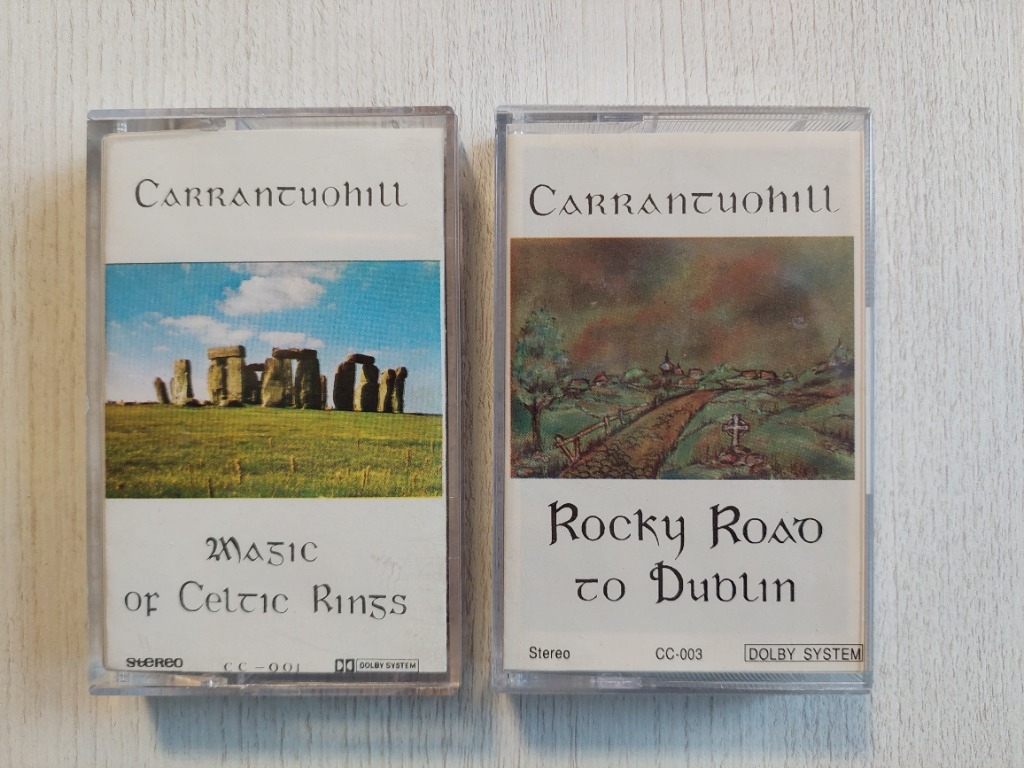 Carrantuohill
Magic
of Celtic Rings
stereo CC-001 DOLBY SYSTEM
Carrantuohill
Rocky Road
to Dublin
Stereo CC-003 DOLBY SYSTEM